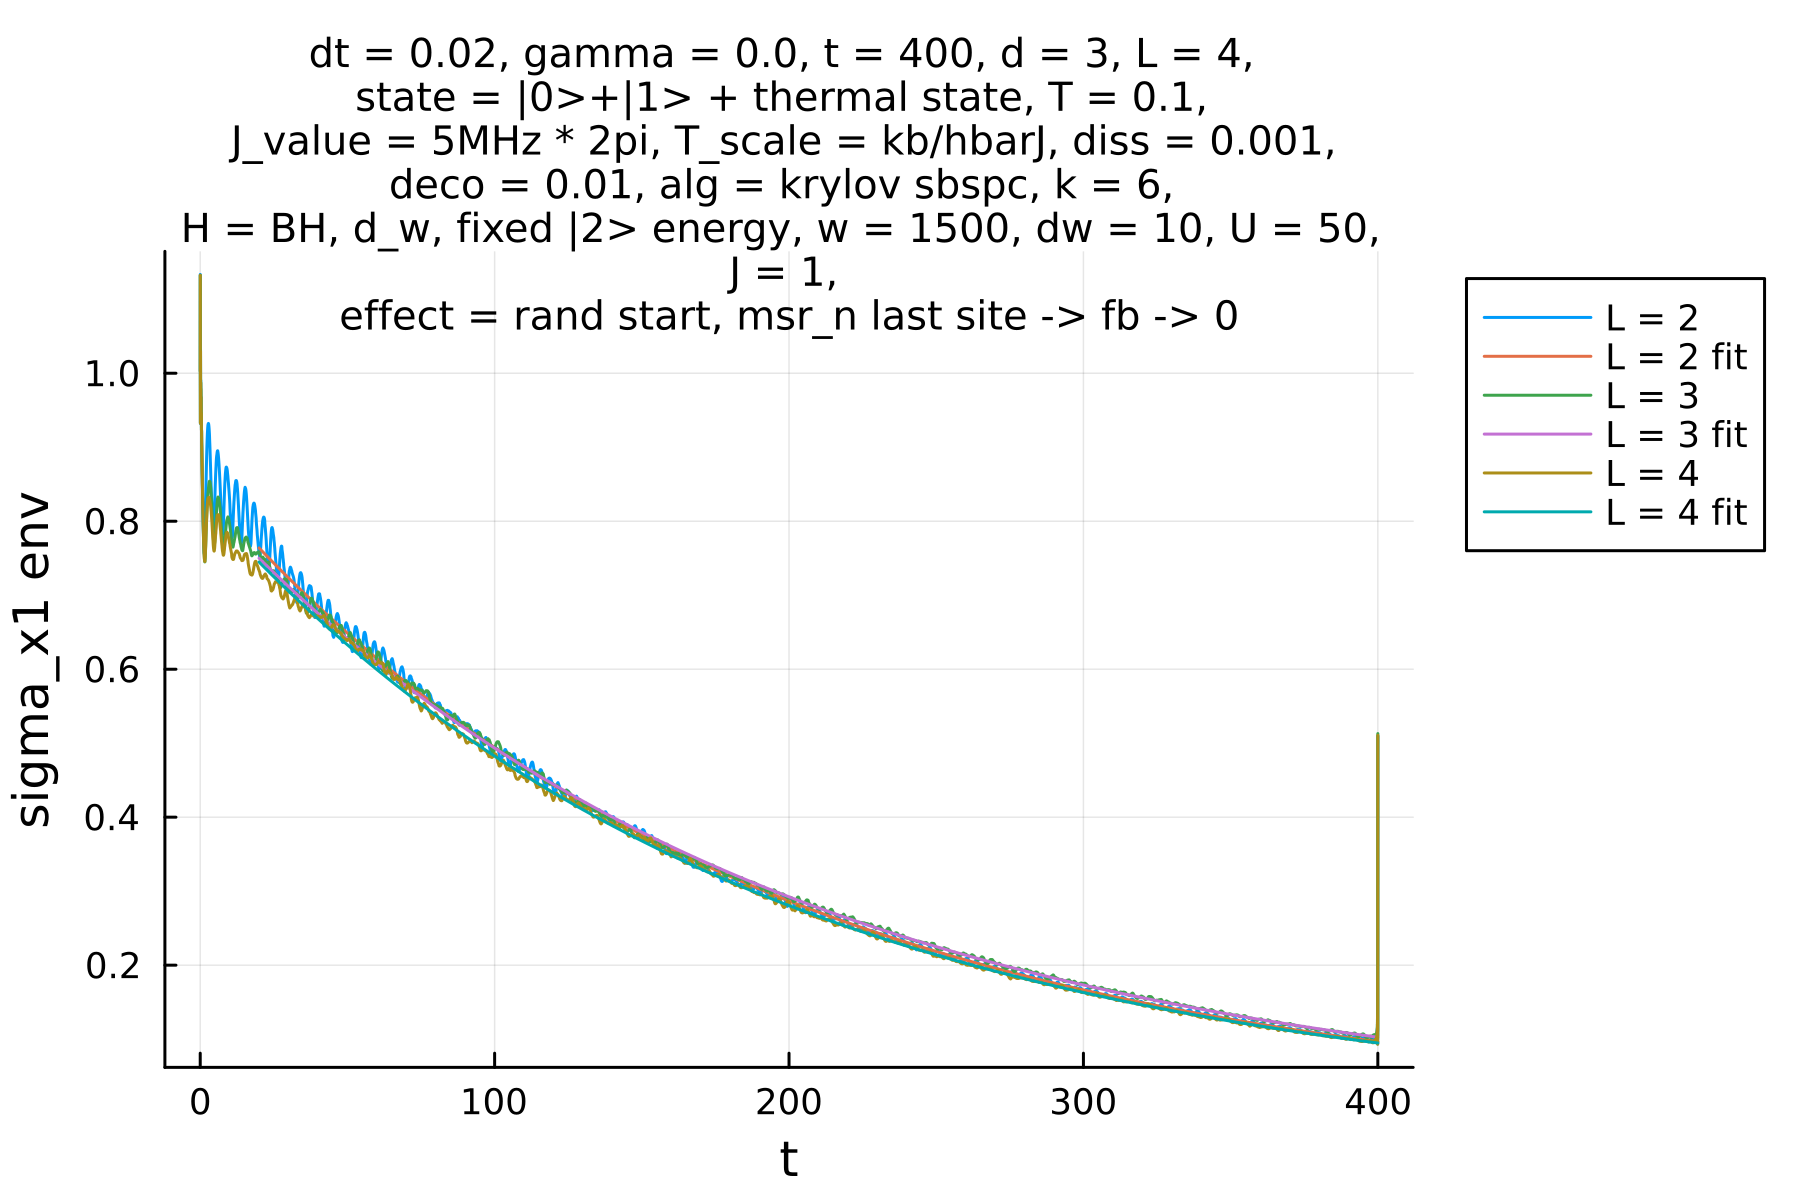 dt = 0.02, gamma = 0.0, t = 400, d = 3, L = 4,
state = |0>+|1> + thermal state, T = 0.1,
J_value = 5MHz * 2pi, T_scale = kb/hbarJ, diss = 0.001,
deco = 0.01, alg = krylov sbspc, k = 6,
H = BH, d_w, fixed |2> energy, w = 1500, dw = 10, U = 50,
J = 1,
effect = rand start, msr_n last site -> fb -> 0
L = 2
L = 2 fit
L = 3
L = 3 fit
L = 4
L = 4 fit
1.0
0.8
0.6
0.4
0.2
sigma_x1 env
0
100
200
300
400
t